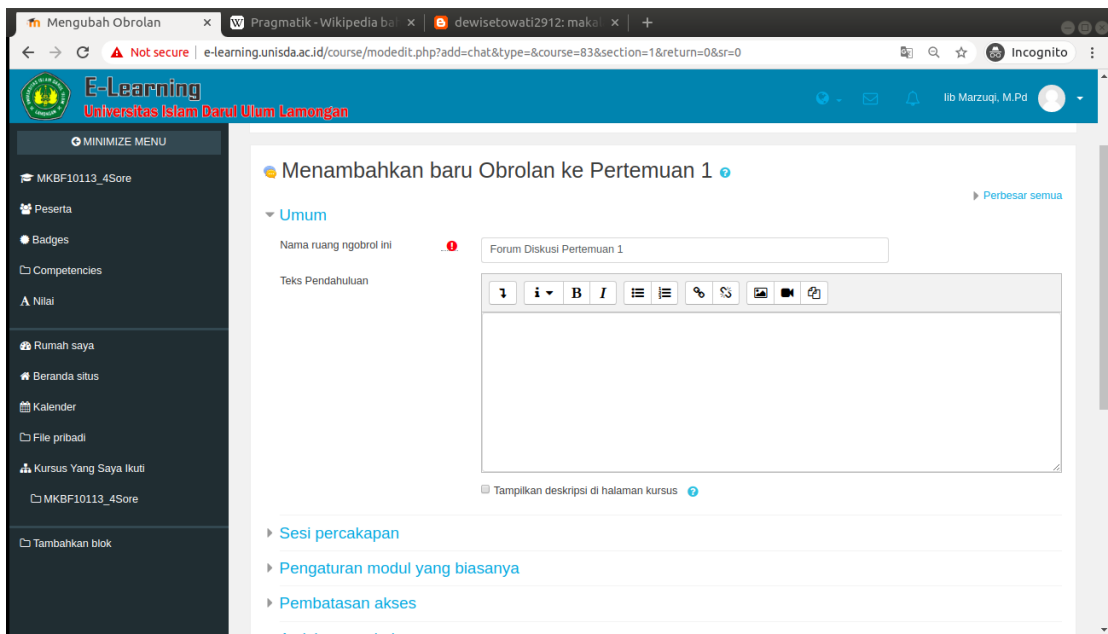 Mengubah Obrolan
Pragmatik - Wikipedia bah
dewisetowati2912: makal
Not secure | e-learning.unisda.ac.id/course/modedit.php?add=chat&type=&course=83&section=1&return=0&sr=0
Incognito
E-Learning
Universitas Islam Darul Ulum Lamongan
Iib Marzuqi, M.Pd
MINIMIZE MENU
MKBF10113_4Sore
Peserta
Badges
Competencies
Nilai
Rumah saya
Beranda situs
Kalender
File pribadi
Kursus Yang Saya Ikuti
MKBF10113_4Sore
Tambahkan blok
Menambahkan baru Obrolan ke Pertemuan 1
Perbesar semua
Umum
Nama ruang ngobrol ini
Forum Diskusi Pertemuan 1
Teks Pendahuluan
B I
Tampilkan deskripsi di halaman kursus
Sesi percakapan
Pengaturan modul yang biasanya
Pembatasan akses